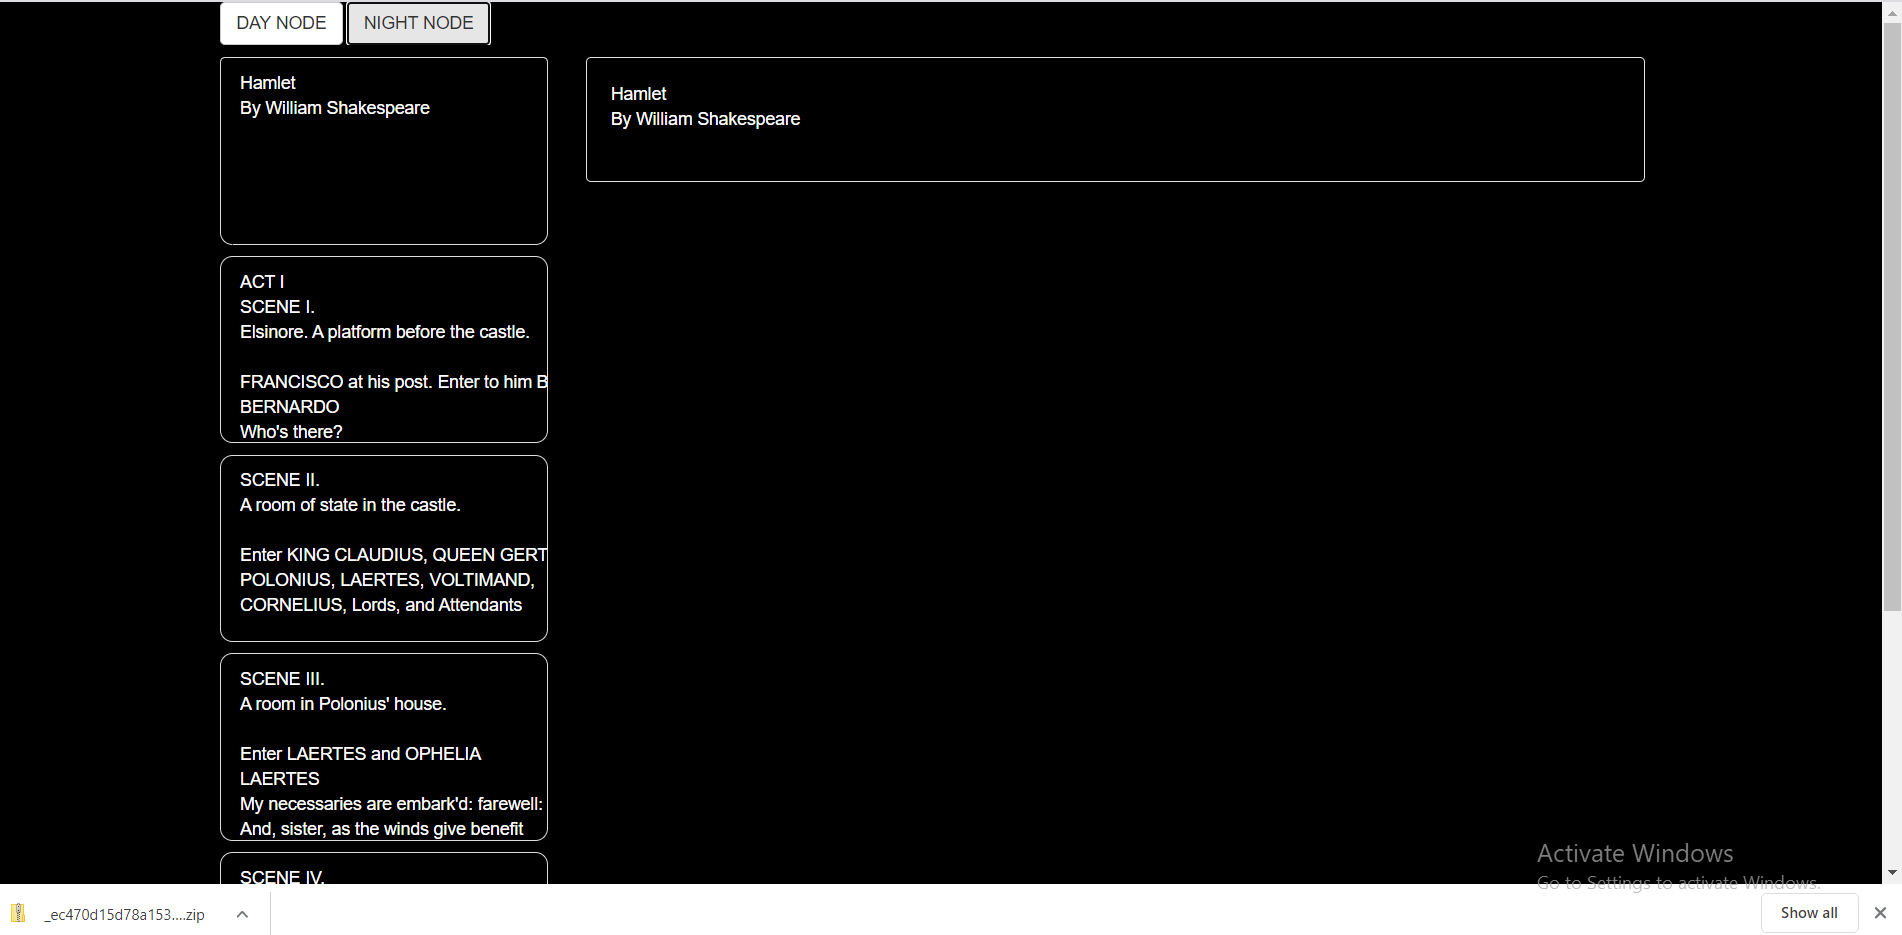 DAY NODE
NIGHT NODE
Hamlet
By William Shakespeare
ACT I
SCENE I.
Elsinore. A platform before the castle.
FRANCISCO at his post. Enter to him B
BERNARDO
Who's there?
SCENE II.
A room of state in the castle.
Enter KING CLAUDIUS, QUEEN GERT
POLONIUS, LAERTES, VOLTIMAND,
CORNELIUS, Lords, and Attendants
SCENE III.
A room in Polonius' house.
Enter LAERTES and OPHELIA
LAERTES
My necessaries are embark'd: farewell:
And, sister, as the winds give benefit
SCENE IV.
Hamlet
By William Shakespeare
Activate Windows
Go to Settings to activate Windows.
_ec470d15d78a153....zip
Show all